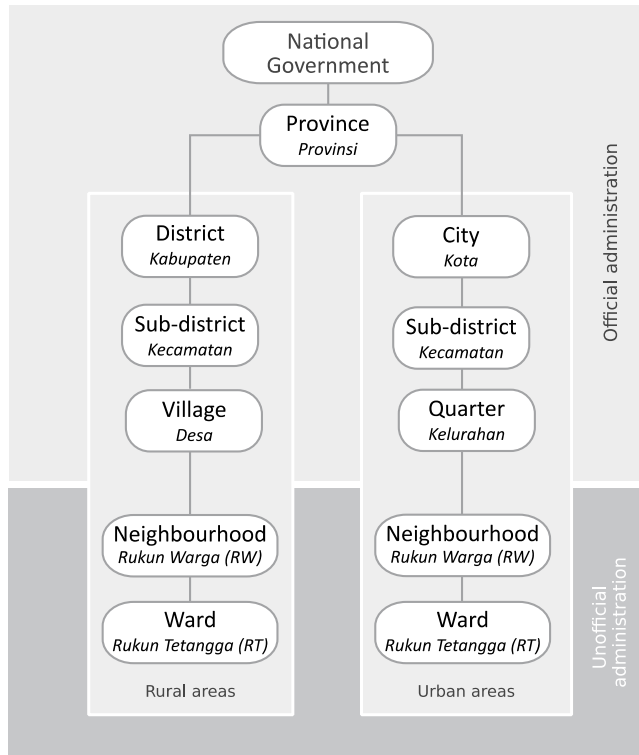 National
Government
Province
Provinsi
District
Kabupaten
Sub-district
Kecamatan
Village
Desa
Neighbourhood
Rukun Warga (RW)
Ward
Rukun Tetangga (RT)
Rural areas
City
Kota
Sub-district
Kecamatan
Quarter
Kelurahan
Neighbourhood
Rukun Warga (RW)
Ward
Rukun Tetangga (RT)
Urban areas
Official administration
Unofficial
administration